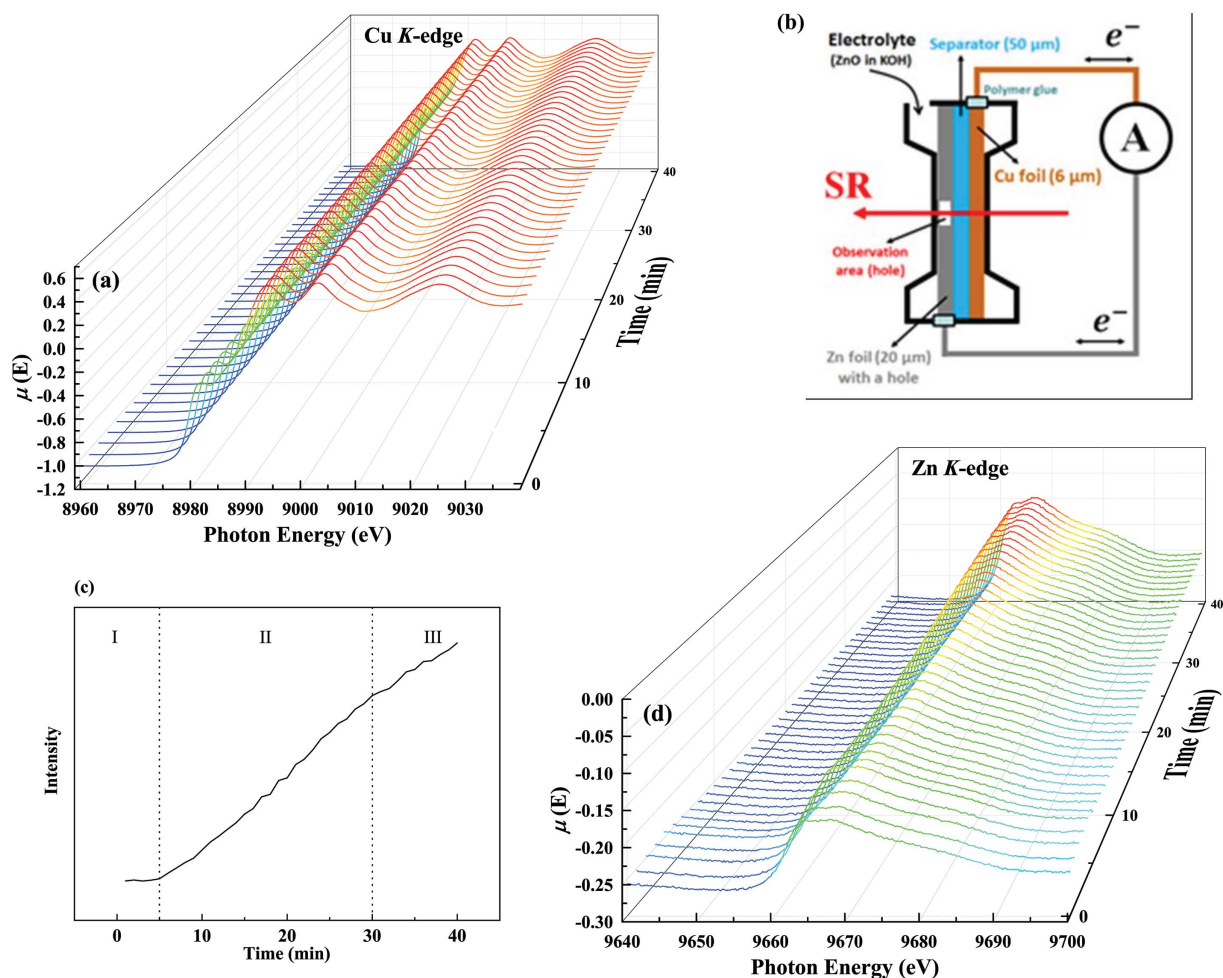 Cu K-edge
(a)
0.6
0.4
0.2
0.0
-0.2
-0.4
-0.6
-0.8
-1.0
-1.2
μ (E)
8960 8970 8980 8990 9000 9010 9020 9030
Photon Energy (eV)
0
10
20
30
40
Time (min)
(b)
Electrolyte
(ZnO in KOH)
Separator (50 μm)
e−
Polymer glue
A
Cu foil (6 μm)
SR
Observation
area (hole)
e−
Zn foil (20 μm)
with a hole
(c)
I II III
Intensity
0 10 20 30 40
Time (min)
Zn K-edge
(d)
0.00
-0.05
-0.10
-0.15
-0.20
-0.25
-0.30
μ (E)
9640 9650 9660 9670 9680 9690 9700
Photon Energy (eV)
0
10
20
30
40
Time (min)